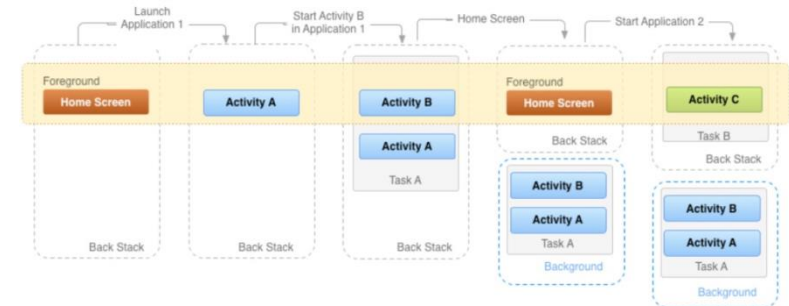 Launch
Application 1
Start Activity B
in Application 1
Home Screen
Start Application 2
Foreground
Home Screen
Back Stack
Activity A
Back Stack
Activity B
Activity A
Task A
Back Stack
Foreground
Home Screen
Back Stack
Activity B
Activity A
Task A
Background
Activity C
Task B
Back Stack
Activity B
Activity A
Task A
Background